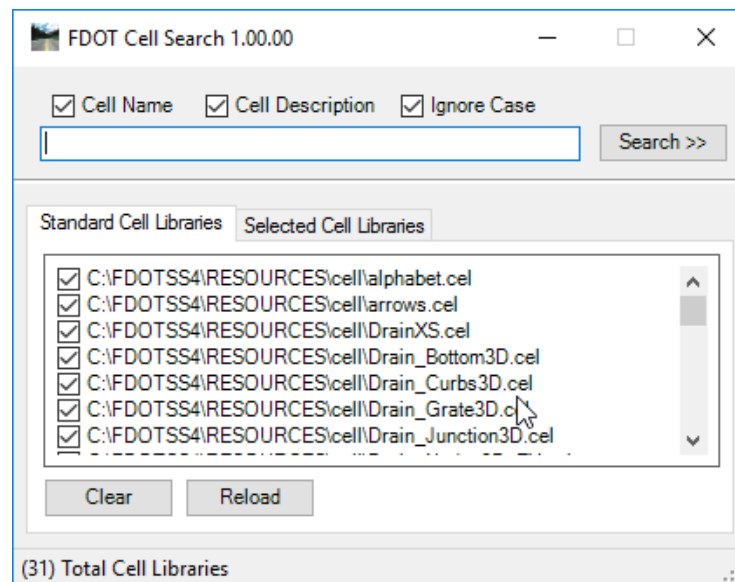 FDOT Cell Search 1.00.00
Cell Name Cell Description Ignore Case
Search >>
Standard Cell Libraries Selected Cell Libraries
C:\FDOTSS4\RESOURCES\cell\alphabet.cel
C:\FDOTSS4\RESOURCES\cell\arrows.cel
C:\FDOTSS4\RESOURCES\cell\DrainXS.cel
C:\FDOTSS4\RESOURCES\cell\Drain_Bottom3D.cel
C:\FDOTSS4\RESOURCES\cell\Drain_Curbs3D.cel
C:\FDOTSS4\RESOURCES\cell\Drain_Grate3D.cel
C:\FDOTSS4\RESOURCES\cell\Drain_Junction3D.cel
Clear Reload
(31) Total Cell Libraries